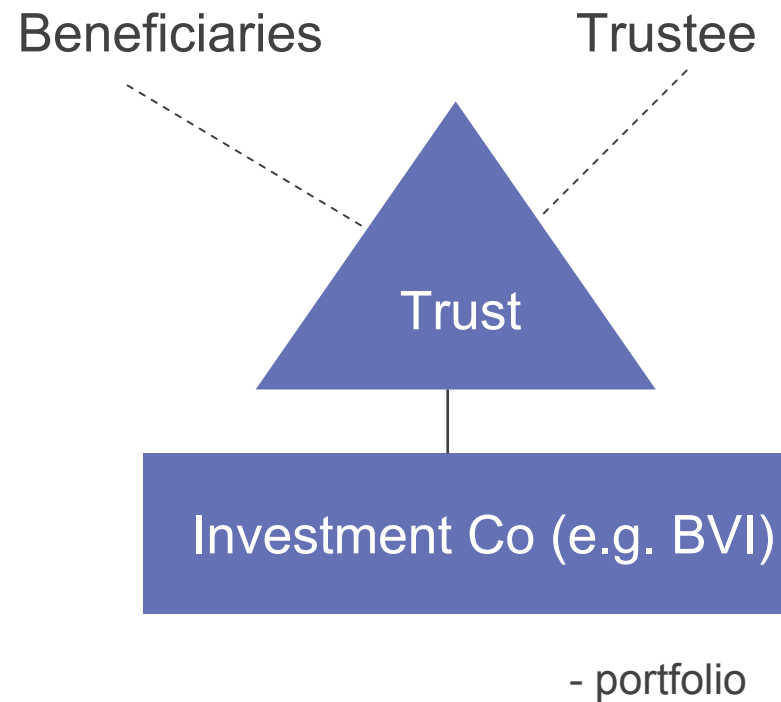 Beneficiaries
Trustee
Trust
Investment Co (e.g. BVI)
- portfolio